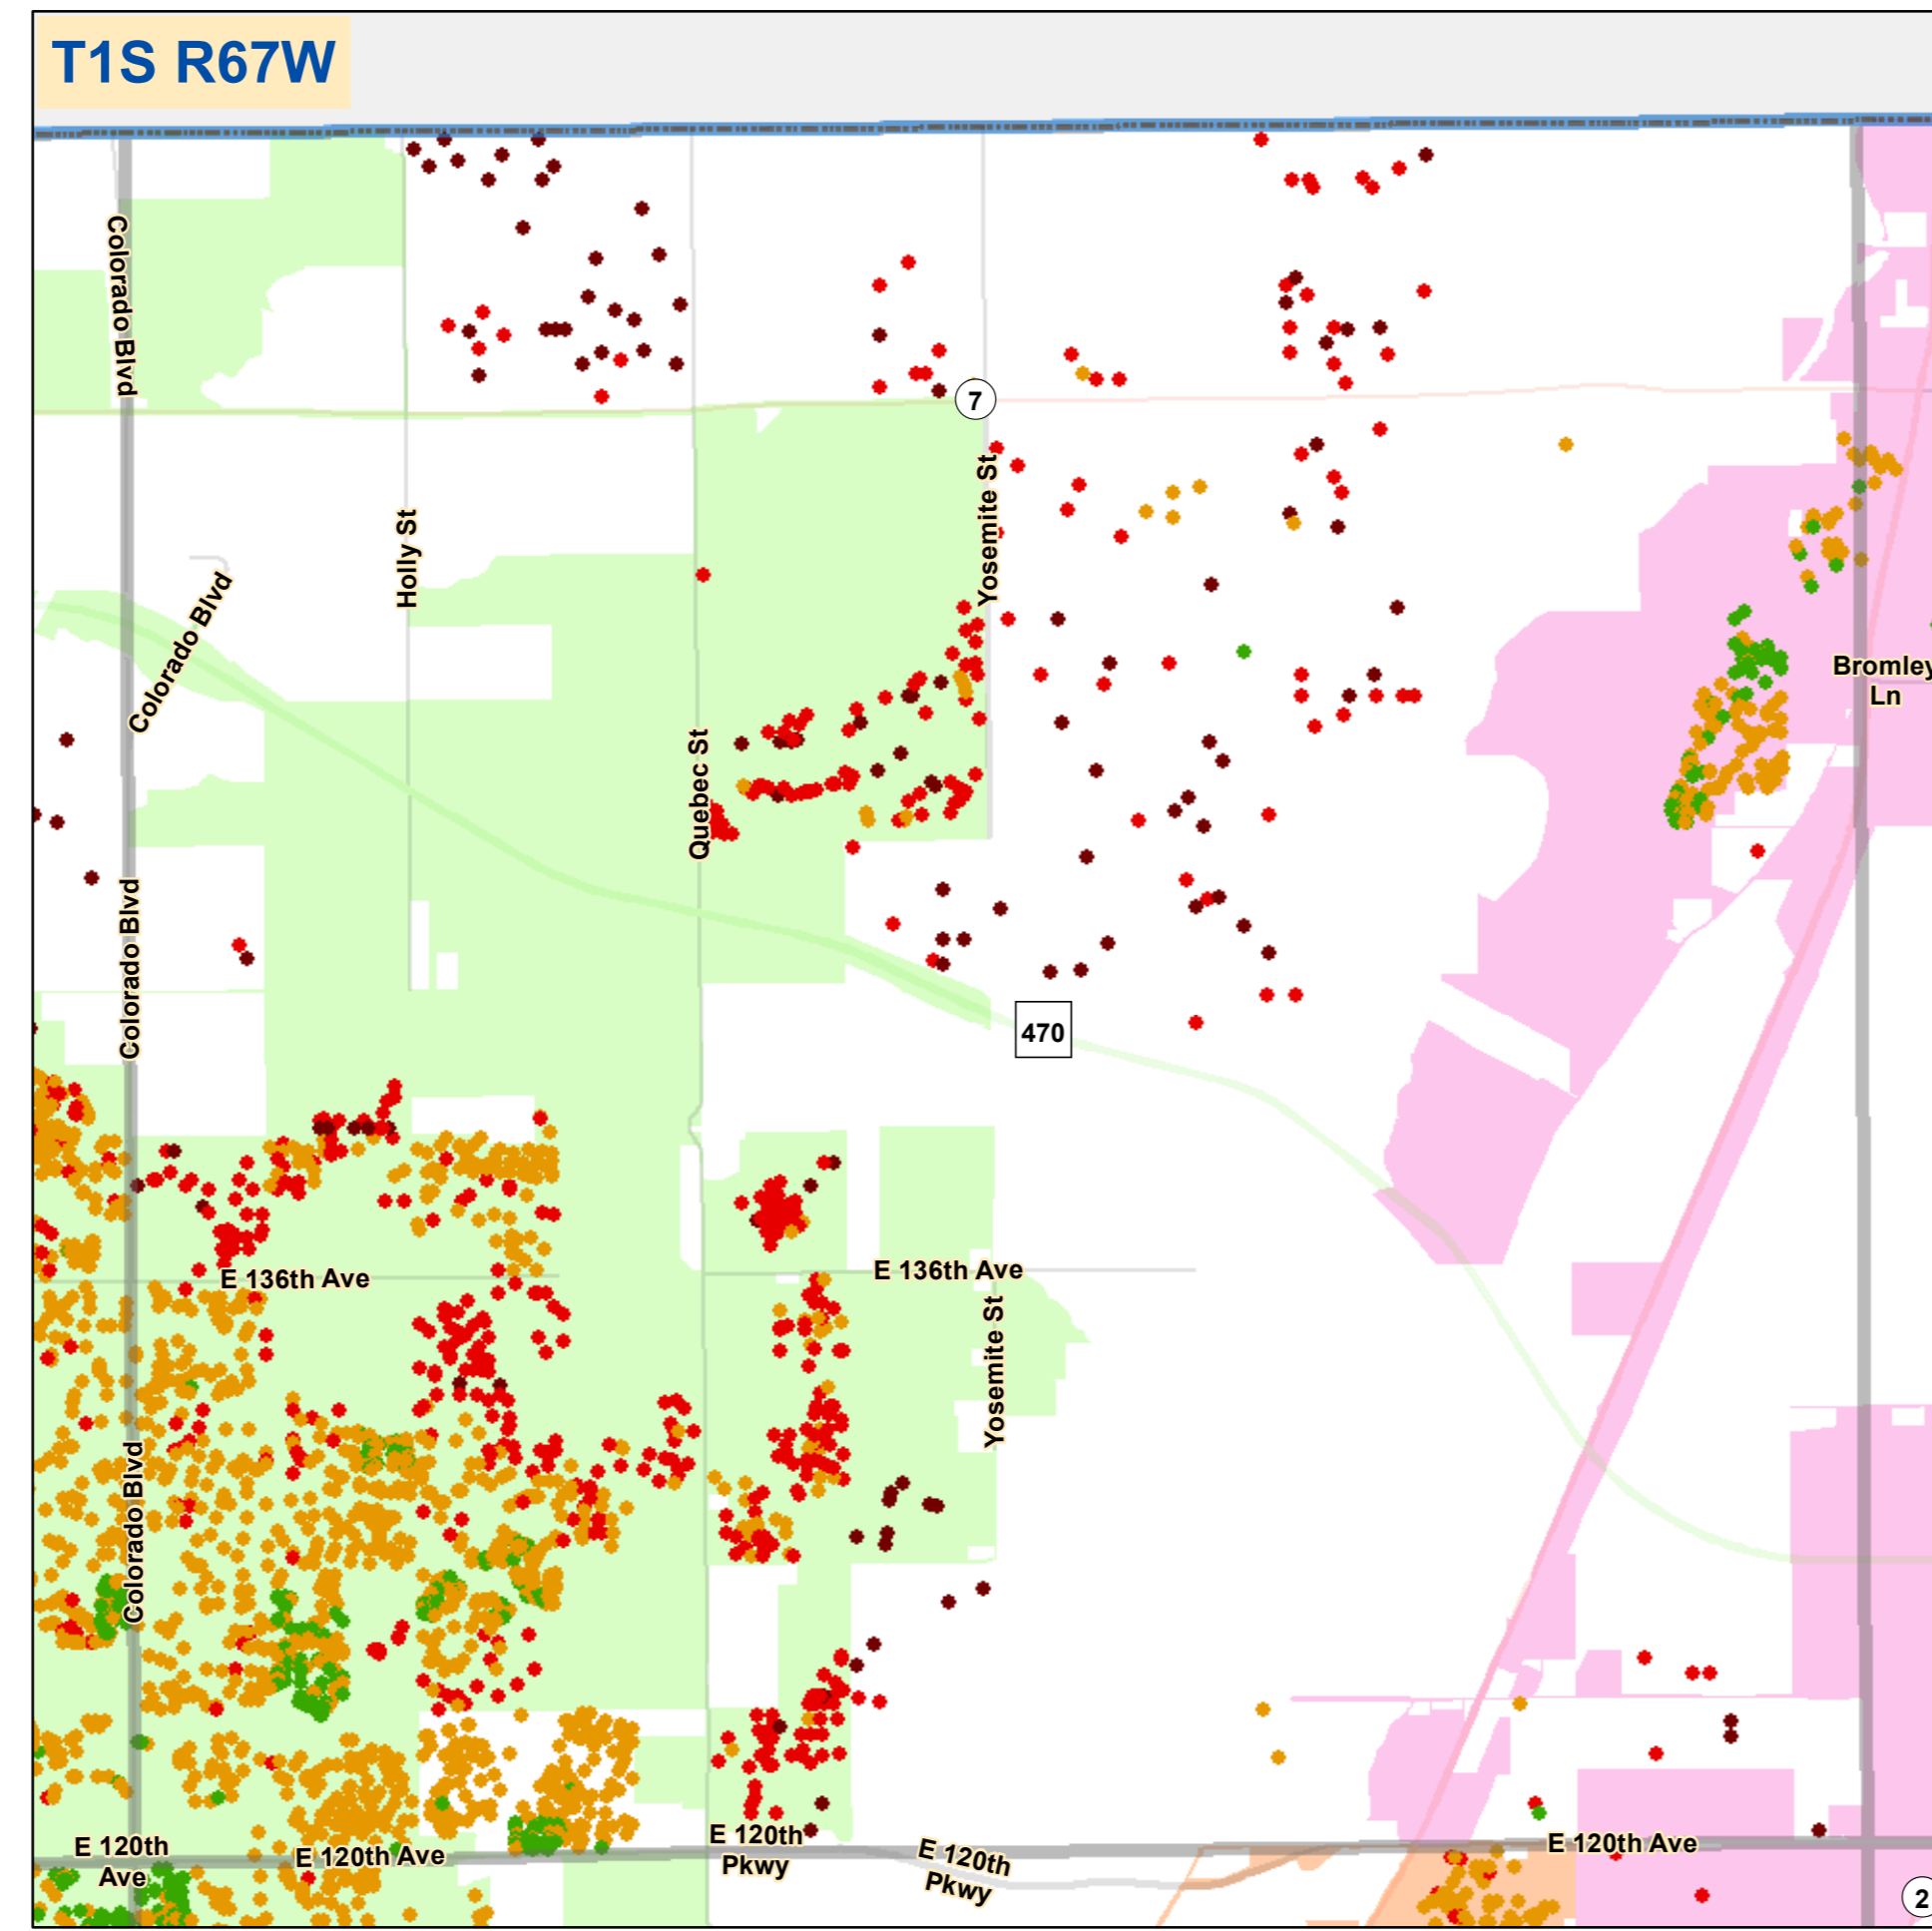 T1S R67W
Colorado Blvd
7
Yosemite St
Holly St
Colorado Blvd
Bromley
Ln
Quebec St
Colorado Blvd
470
E 136th Ave
E 136th Ave
Yosemite St
Colorado Blvd
E 120th
Ave
E 120th Ave
E 120th
Pkwy
E 120th
Pkwy
E 120th Ave
2